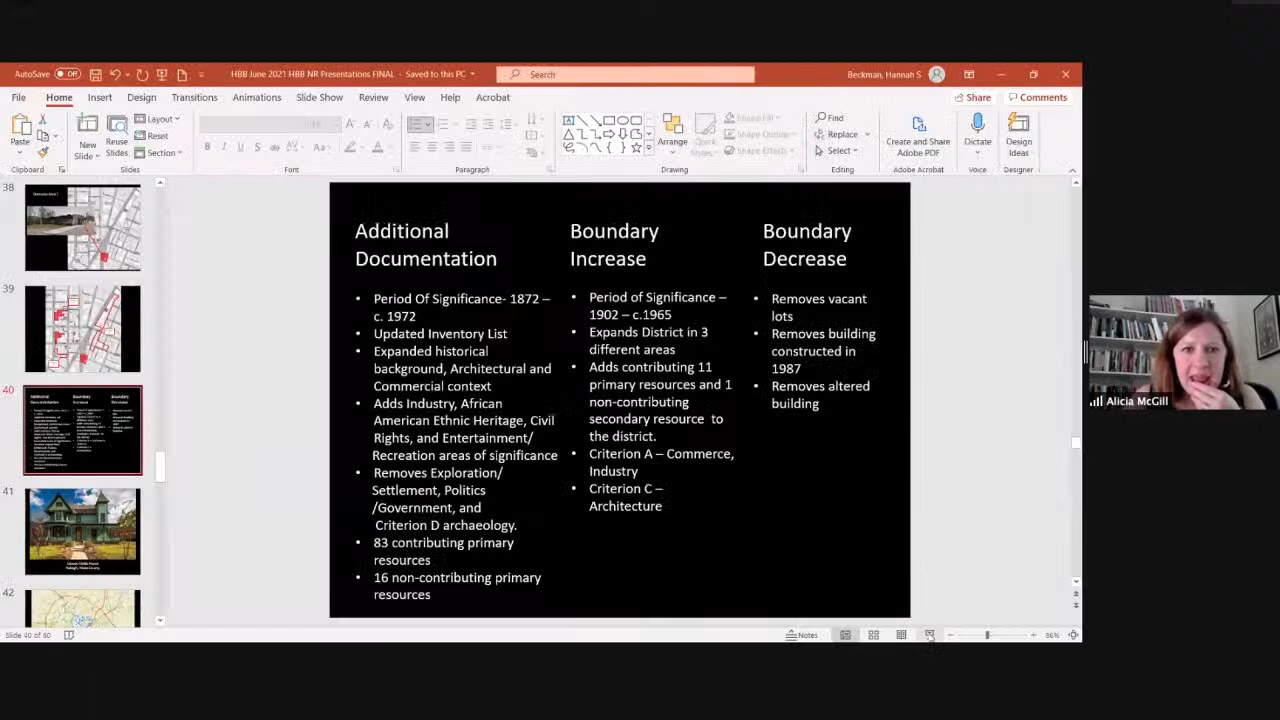 AutoSave Off HBB June 2021 HBB NR Presentations FINAL - Saved to this PC Search Beckman, Hannah S
File Home Insert Design Transitions Animations Slide Show Review View Help Acrobat Share Comments
Paste
New
Slide
Reuse
Slides
Layout
Reset
Section
B I U S
Arrange
Quick
Styles
Shape Fill
Shape Outline
Shape Effects
Find
Replace
Select
Create and Share
Adobe PDF
Dictate
Design
Ideas
Clipboard Slides Font Paragraph Drawing Editing Adobe Acrobat Voice Designer
38
39
40
41
42
Additional
Documentation
• Period Of Significance- 1872 –
c. 1972
• Updated Inventory List
• Expanded historical
background, Architectural and
Commercial context
• Adds Industry, African
American Ethnic Heritage, Civil
Rights, and Entertainment/
Recreation areas of significance
• Removes Exploration/
Settlement, Politics
/Government, and
Criterion D archaeology.
• 83 contributing primary
resources
• 16 non-contributing primary
resources
Boundary
Increase
• Period of Significance –
1902 – c.1965
• Expands District in 3
different areas
• Adds contributing 11
primary resources and 1
non-contributing
secondary resource to
the district.
• Criterion A – Commerce,
Industry
• Criterion C –
Architecture
Boundary
Decrease
• Removes vacant
lots
• Removes building
constructed in
1987
• Removes altered
building
Alicia McGill
Slide 40 of 60 Notes 86%